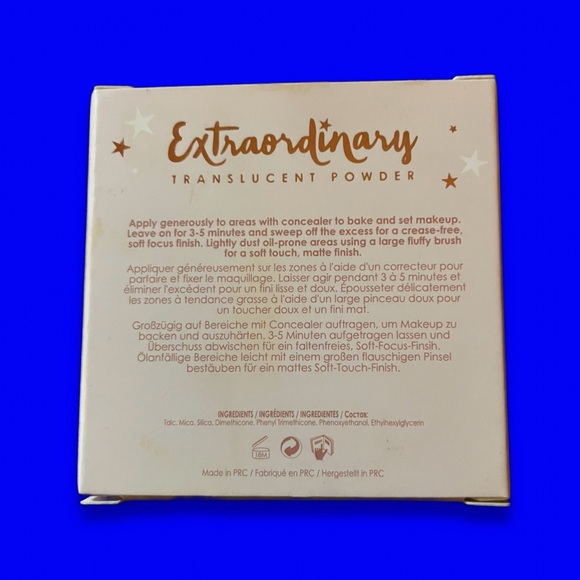 Extraordinary
TRANSLUCENT POWDER
Apply generously to areas with concealer to bake and set makeup.
Leave on for 3-5 minutes and sweep off the excess for a crease-free,
soft focus finish. Lightly dust oil-prone areas using a large fluffy brush
for a soft touch, matte finish.
Appliquer généreusement sur les zones à l'aide d'un correcteur pour
parfaire et fixer le maquillage. Laisser agir pendant 3 à 5 minutes et
éliminer l'excédent pour un fini lisse et doux. Épousseter délicatement
les zones à tendance grasse à l'aide d'un large pinceau doux pour
un toucher doux et un fini mat.
Großzügig auf Bereiche mit Concealer auftragen, um Makeup zu
backen und auszuhärten. 3-5 Minuten aufgetragen lassen und
Überschuss abwischen für ein faltenfreies, Soft-Focus-Finsih.
Ölanfällige Bereiche leicht mit einem großen flauschigen Pinsel
bestäuben für ein mattes Soft-Touch-Finish.
INGREDIENTS / INGRÉDIENTS / INGREDIENTES / Состав:
Talc, Mica, Silica, Dimethicone, Phenyl Trimethicone, Phenoxyethanol, Ethylhexylglycerin
18M
Made in PRC / Fabriqué en PRC / Hergestellt in PRC